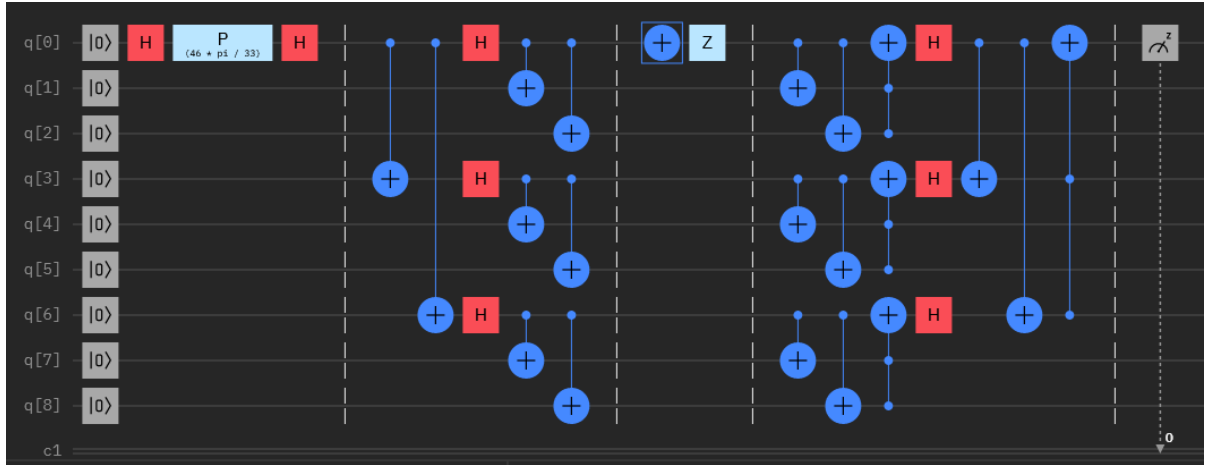 q[0] |0⟩ H P H H Z H z
(46 * pi / 33)
q[1] |0⟩
q[2] |0⟩
q[3] |0⟩ H H
q[4] |0⟩
q[5] |0⟩
q[6] |0⟩ H H
q[7] |0⟩
q[8] |0⟩
c1 0